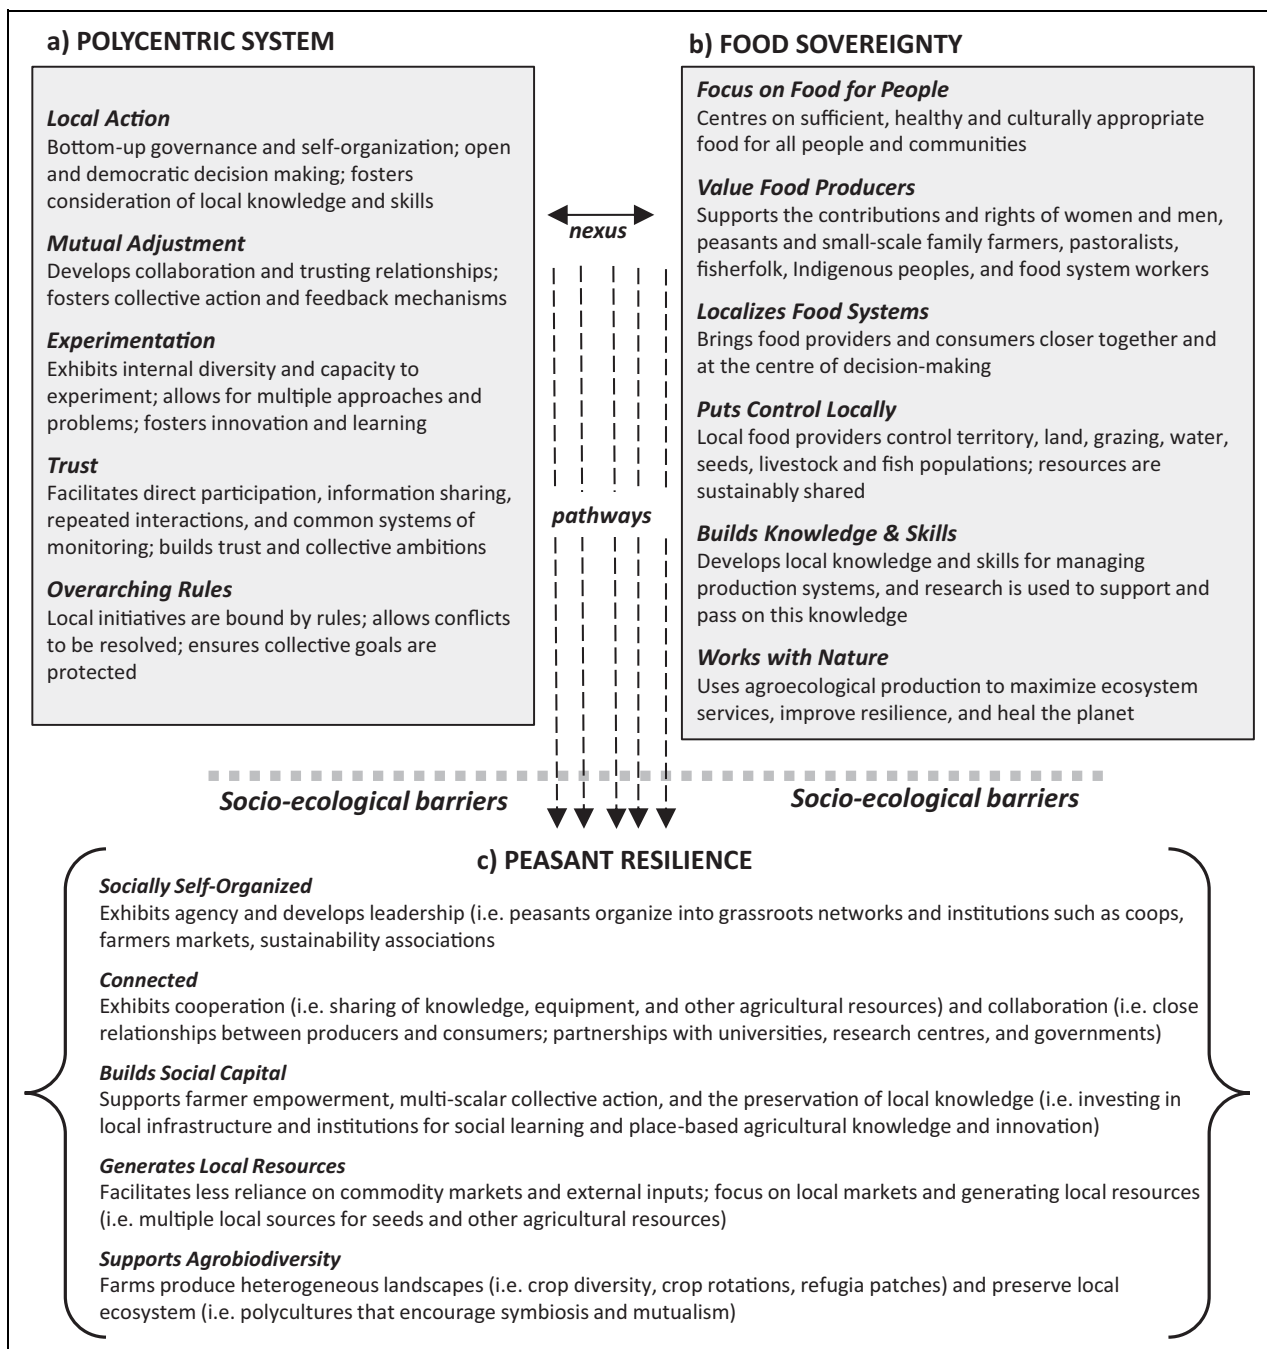 a) POLYCENTRIC SYSTEM
Local Action
Bottom-up governance and self-organization; open
and democratic decision making; fosters
consideration of local knowledge and skills
Mutual Adjustment
Develops collaboration and trusting relationships;
fosters collective action and feedback mechanisms
Experimentation
Exhibits internal diversity and capacity to
experiment; allows for multiple approaches and
problems; fosters innovation and learning
Trust
Facilitates direct participation, information sharing,
repeated interactions, and common systems of
monitoring; builds trust and collective ambitions
Overarching Rules
Local initiatives are bound by rules; allows conflicts
to be resolved; ensures collective goals are
protected
nexus
pathways
b) FOOD SOVEREIGNTY
Focus on Food for People
Centres on sufficient, healthy and culturally appropriate
food for all people and communities
Value Food Producers
Supports the contributions and rights of women and men,
peasants and small-scale family farmers, pastoralists,
fisherfolk, Indigenous peoples, and food system workers
Localizes Food Systems
Brings food providers and consumers closer together and
at the centre of decision-making
Puts Control Locally
Local food providers control territory, land, grazing, water,
seeds, livestock and fish populations; resources are
sustainably shared
Builds Knowledge & Skills
Develops local knowledge and skills for managing
production systems, and research is used to support and
pass on this knowledge
Works with Nature
Uses agroecological production to maximize ecosystem
services, improve resilience, and heal the planet
Socio-ecological barriers
Socio-ecological barriers
c) PEASANT RESILIENCE
Socially Self-Organized
Exhibits agency and develops leadership (i.e. peasants organize into grassroots networks and institutions such as coops,
farmers markets, sustainability associations
Connected
Exhibits cooperation (i.e. sharing of knowledge, equipment, and other agricultural resources) and collaboration (i.e. close
relationships between producers and consumers; partnerships with universities, research centres, and governments)
Builds Social Capital
Supports farmer empowerment, multi-scalar collective action, and the preservation of local knowledge (i.e. investing in
local infrastructure and institutions for social learning and place-based agricultural knowledge and innovation)
Generates Local Resources
Facilitates less reliance on commodity markets and external inputs; focus on local markets and generating local resources
(i.e. multiple local sources for seeds and other agricultural resources)
Supports Agrobiodiversity
Farms produce heterogeneous landscapes (i.e. crop diversity, crop rotations, refugia patches) and preserve local
ecosystem (i.e. polycultures that encourage symbiosis and mutualism)